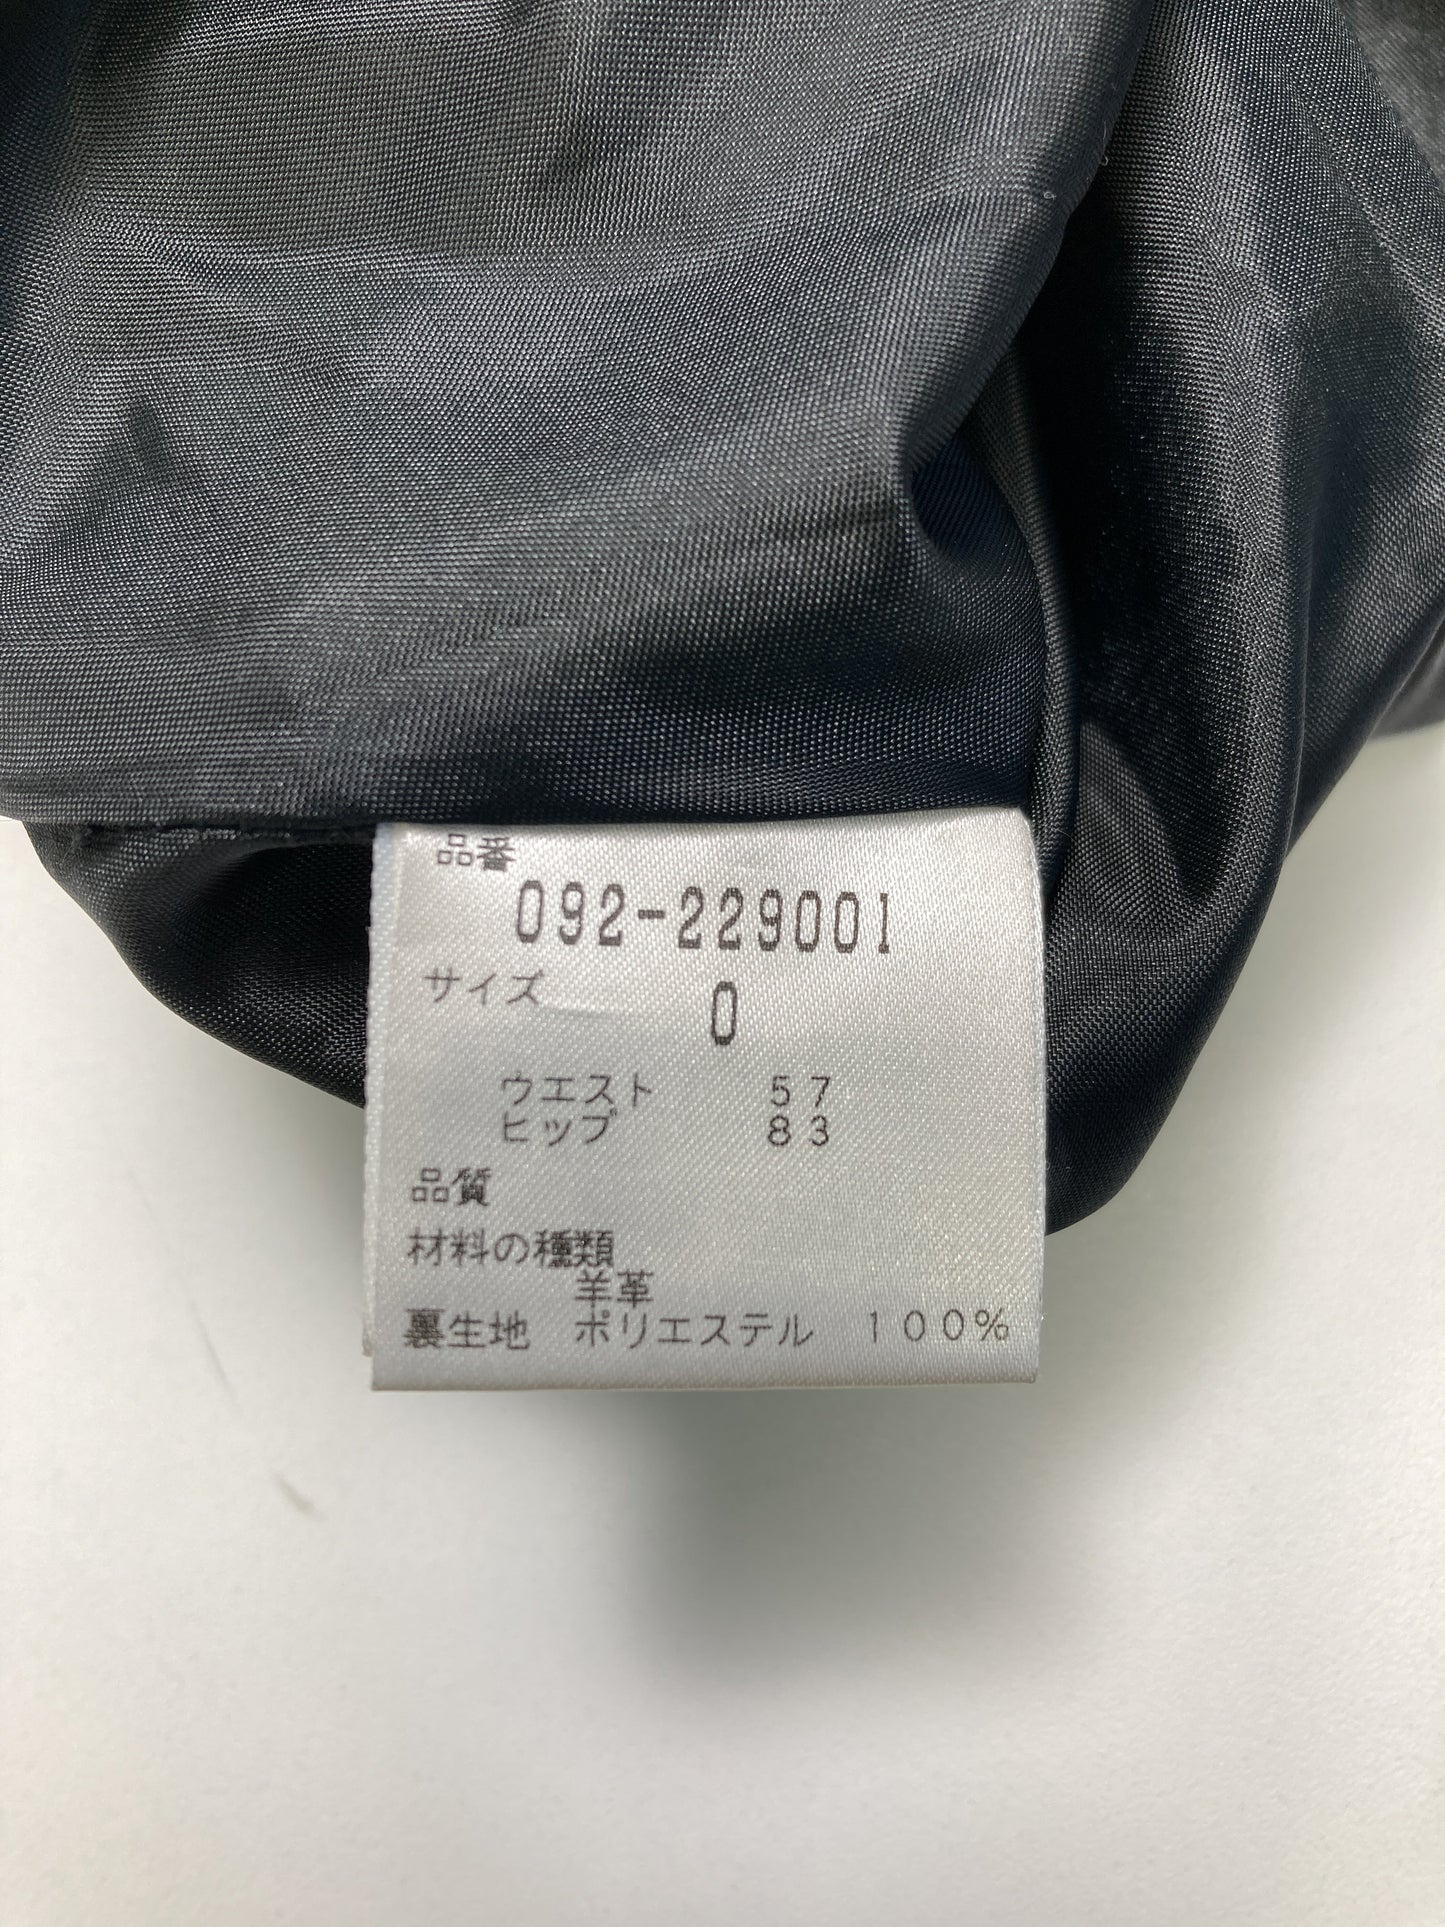 品番
092-229001
サイズ
0
ウエスト 57
ヒップ 83
品質
材料の種類
羊革
裏生地 ポリエステル 100%